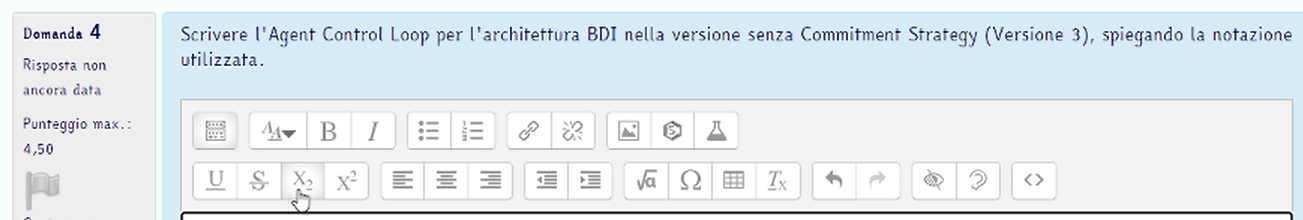 Domanda 4
Risposta non
ancora data
Punteggio max.:
4,50
Scrivere l'Agent Control Loop per l'architettura BDI nella versione senza Commitment Strategy (Versione 3), spiegando la notazione
utilizzata.